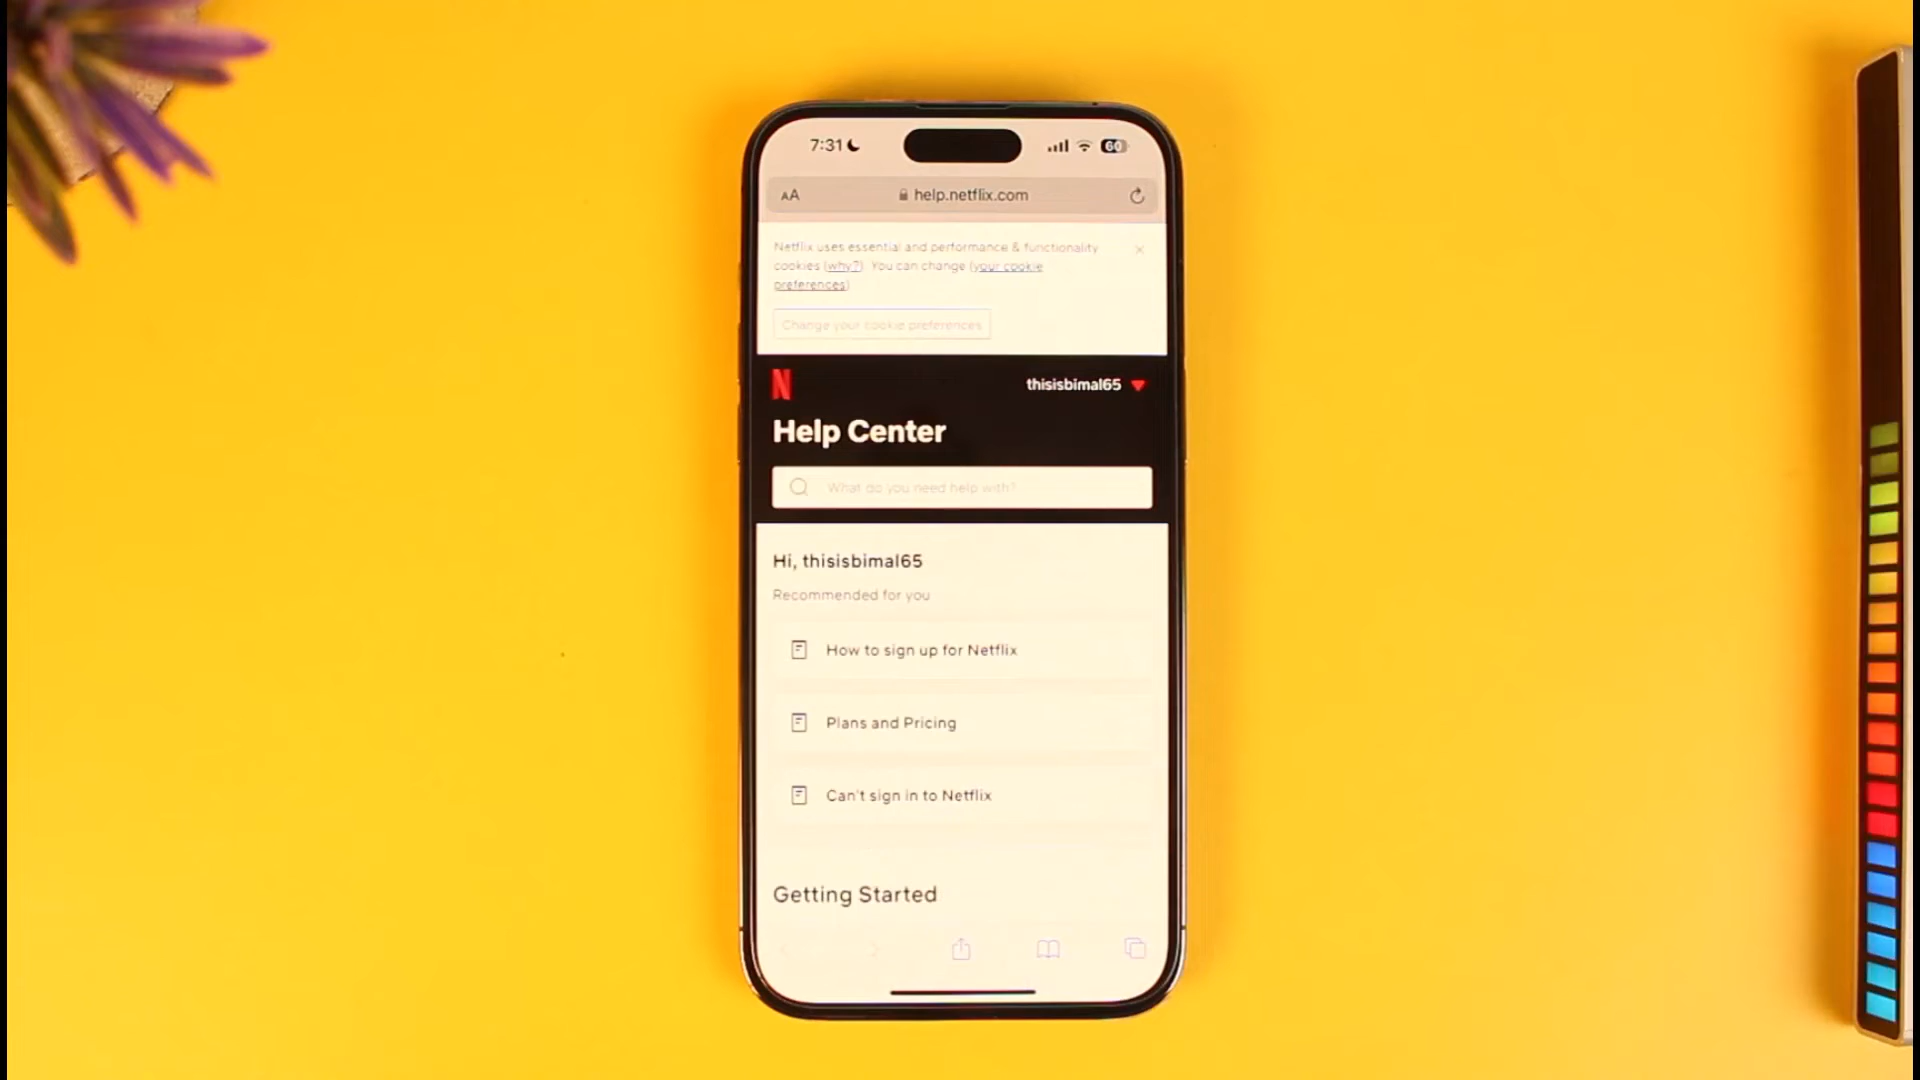 7:31
60
AA
help.netflix.com
Netflix uses essential and performance & functionality
cookies (why?). You can change (your cookie
preferences)
Change your cookie preferences
N
thisisbimal65
Help Center
What do you need help with?
Hi, thisisbimal65
Recommended for you
How to sign up for Netflix
Plans and Pricing
Can't sign in to Netflix
Getting Started